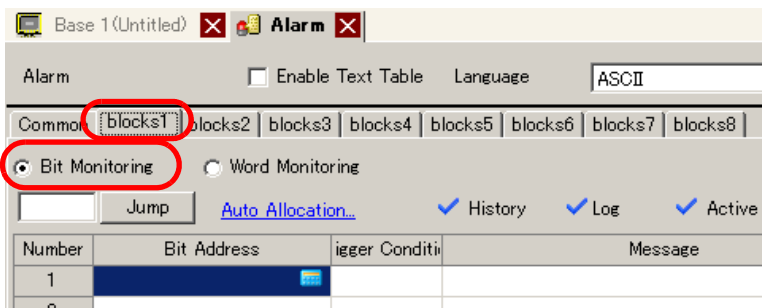 Base 1(Untitled) Alarm
Alarm Enable Text Table Language ASCII
Common blocks1 blocks2 blocks3 blocks4 blocks5 blocks6 blocks7 blocks8
Bit Monitoring Word Monitoring
Jump Auto Allocation... History Log Active
Number Bit Address igger Conditi Message
1